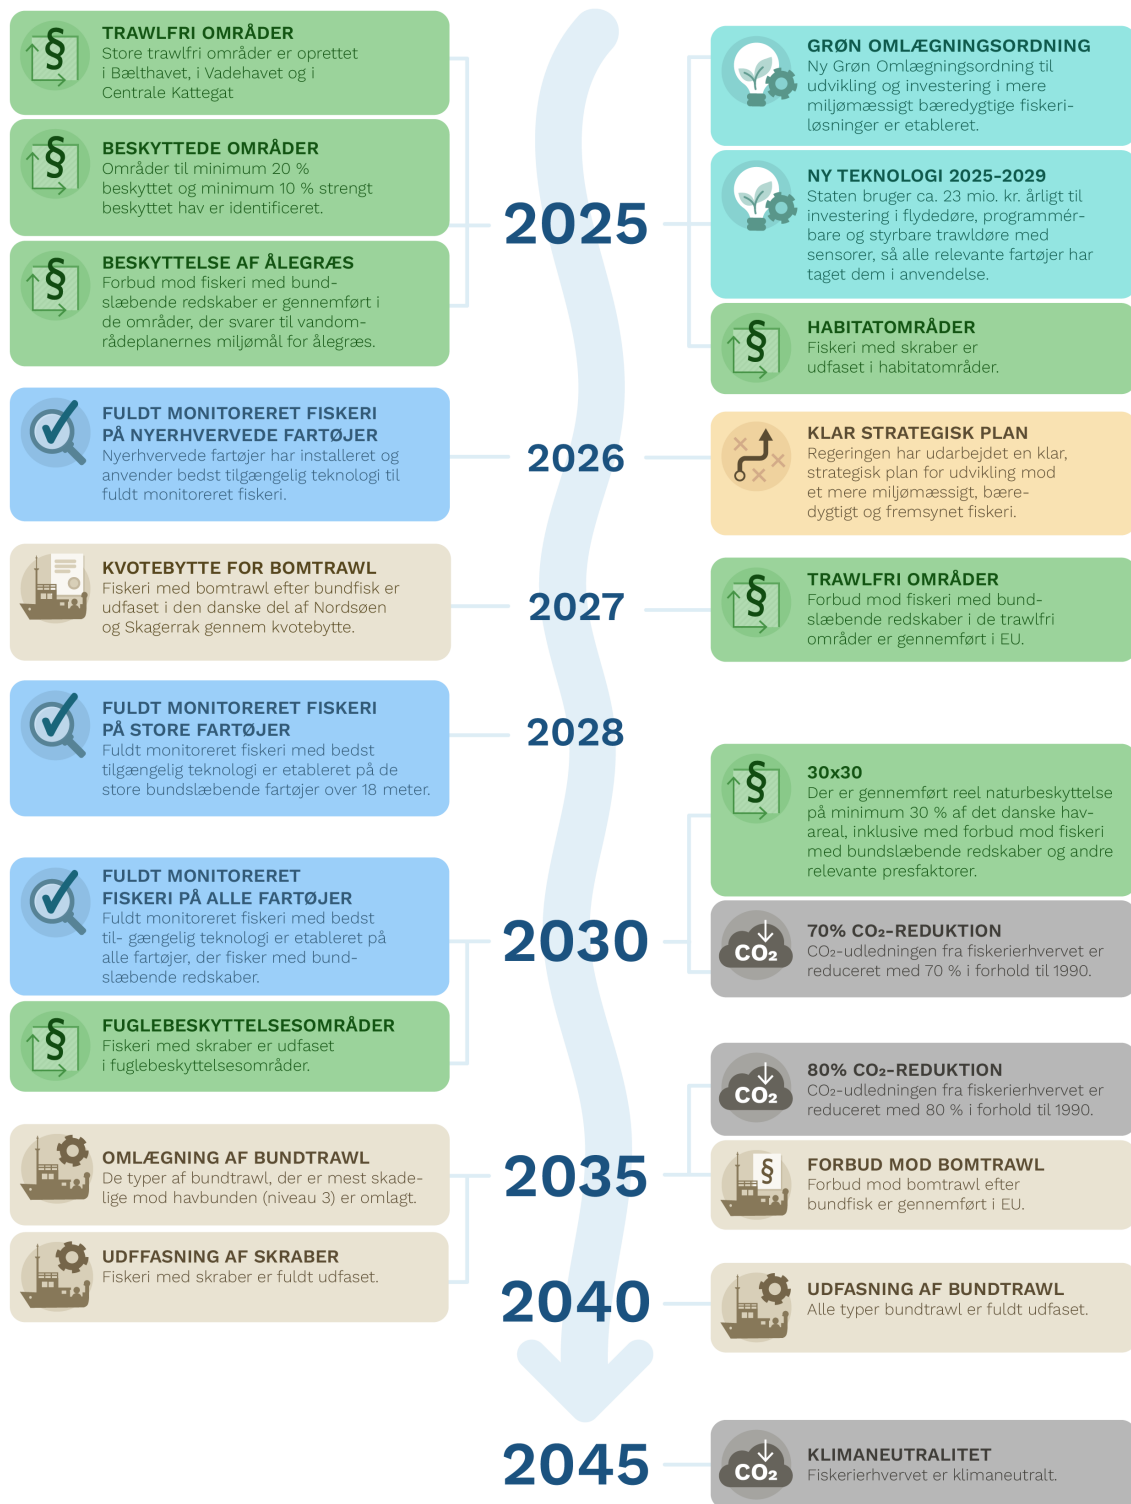 TRAWLFRI OMRÅDER
Store trawlfri områder er oprettet
i Bælthavet, i Vadehavet og i
Centrale Kattegat
BESKYTTEDE OMRÅDER
Områder til minimum 20 %
beskyttet og minimum 10 % strengt
beskyttet hav er identificeret.
BESKYTTELSE AF ÅLEGRÆS
Forbud mod fiskeri med bund-
slæbende redskaber er gennemført i
de områder, der svarer til vandom-
rådeplanernes miljømål for ålegræs.
2025
GRØN OMLÆGNINGSORDNING
Ny Grøn Omlægningsordning til
udvikling og investering i mere
miljømæssigt bæredygtige fiskeri-
løsninger er etableret.
NY TEKNOLOGI 2025-2029
Staten bruger ca. 23 mio. kr. årligt til
investering i flydedøre, programmér-
bare og styrbare trawldøre med
sensorer, så alle relevante fartøjer har
taget dem i anvendelse.
HABITATOMRÅDER
Fiskeri med skraber er
udfaset i habitatområder.
FULDT MONITORERET FISKERI
PÅ NYERHVERVEDE FARTØJER
Nyerhvervede fartøjer har installeret og
anvender bedst tilgængelig teknologi til
fuldt monitoreret fiskeri.
2026
KLAR STRATEGISK PLAN
Regeringen har udarbejdet en klar,
strategisk plan for udvikling mod
et mere miljømæssigt, bære-
dygtigt og fremsynet fiskeri.
KVOTEBYTTE FOR BOMTRAWL
Fiskeri med bomtrawl efter bundfisk er
udfaset i den danske del af Nordsøen
og Skagerrak gennem kvotebytte.
2027
TRAWLFRI OMRÅDER
Forbud mod fiskeri med bund-
slæbende redskaber i de trawlfri
områder er gennemført i EU.
FULDT MONITORERET FISKERI
PÅ STORE FARTØJER
Fuldt monitoreret fiskeri med bedst
tilgængelig teknologi er etableret på de
store bundslæbende fartøjer over 18 meter.
2028
30x30
Der er gennemført reel naturbeskyttelse
på minimum 30 % af det danske hav-
areal, inklusive med forbud mod fiskeri
med bundslæbende redskaber og andre
relevante presfaktorer.
FULDT MONITORERET
FISKERI PÅ ALLE FARTØJER
Fuldt monitoreret fiskeri med bedst
til- gængelig teknologi er etableret på
alle fartøjer, der fisker med bund-
slæbende redskaber.
FUGLEBESKYTTELSESOMRÅDER
Fiskeri med skraber er udfaset
i fuglebeskyttelsesområder.
2030
CO₂
70% CO₂-REDUKTION
CO₂-udledningen fra fiskerierhvervet er
reduceret med 70 % i forhold til 1990.
CO₂
80% CO₂-REDUKTION
CO₂-udledningen fra fiskerierhvervet er
reduceret med 80 % i forhold til 1990.
OMLÆGNING AF BUNDTRAWL
De typer af bundtrawl, der er mest skade-
lige mod havbunden (niveau 3) er omlagt.
UDFFASNING AF SKRABER
Fiskeri med skraber er fuldt udfaset.
2035
FORBUD MOD BOMTRAWL
Forbud mod bomtrawl efter
bundfisk er gennemført i EU.
2040
UDFASNING AF BUNDTRAWL
Alle typer bundtrawl er fuldt udfaset.
2045
CO₂
KLIMANEUTRALITET
Fiskerierhvervet er klimaneutralt.